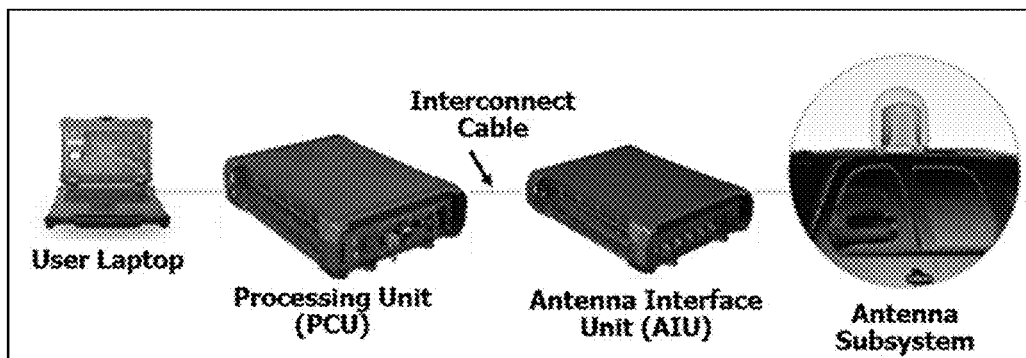 Interconnect
Cable
User Laptop
Processing Unit
(PCU)
Antenna Interface
Unit (AIU)
Antenna
Subsystem